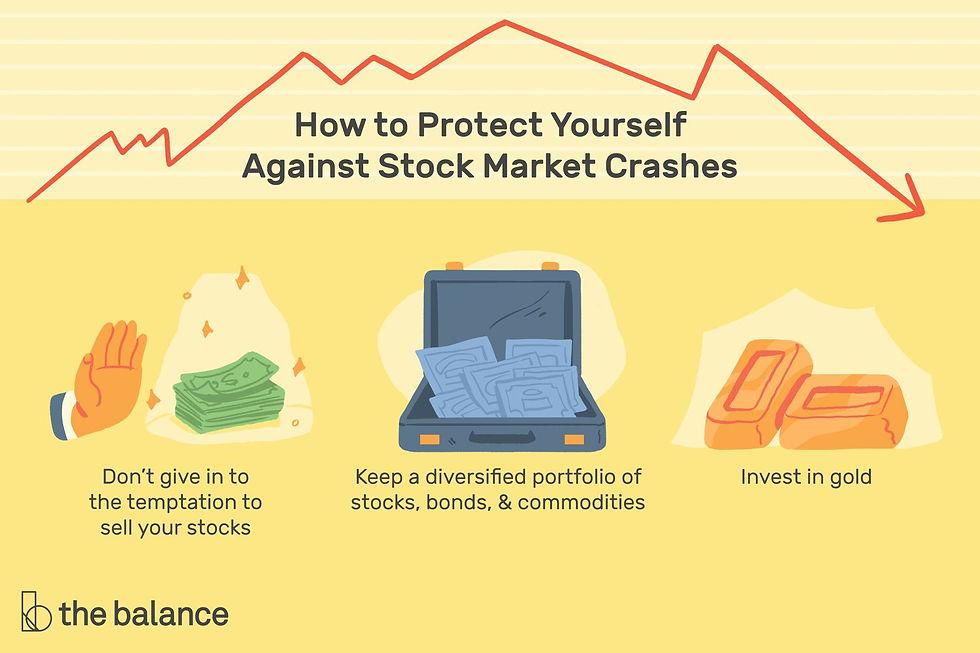 How to Protect Yourself
Against Stock Market Crashes
Don’t give in to
the temptation to
sell your stocks
Keep a diversified portfolio of
stocks, bonds, & commodities
Invest in gold
b the balance